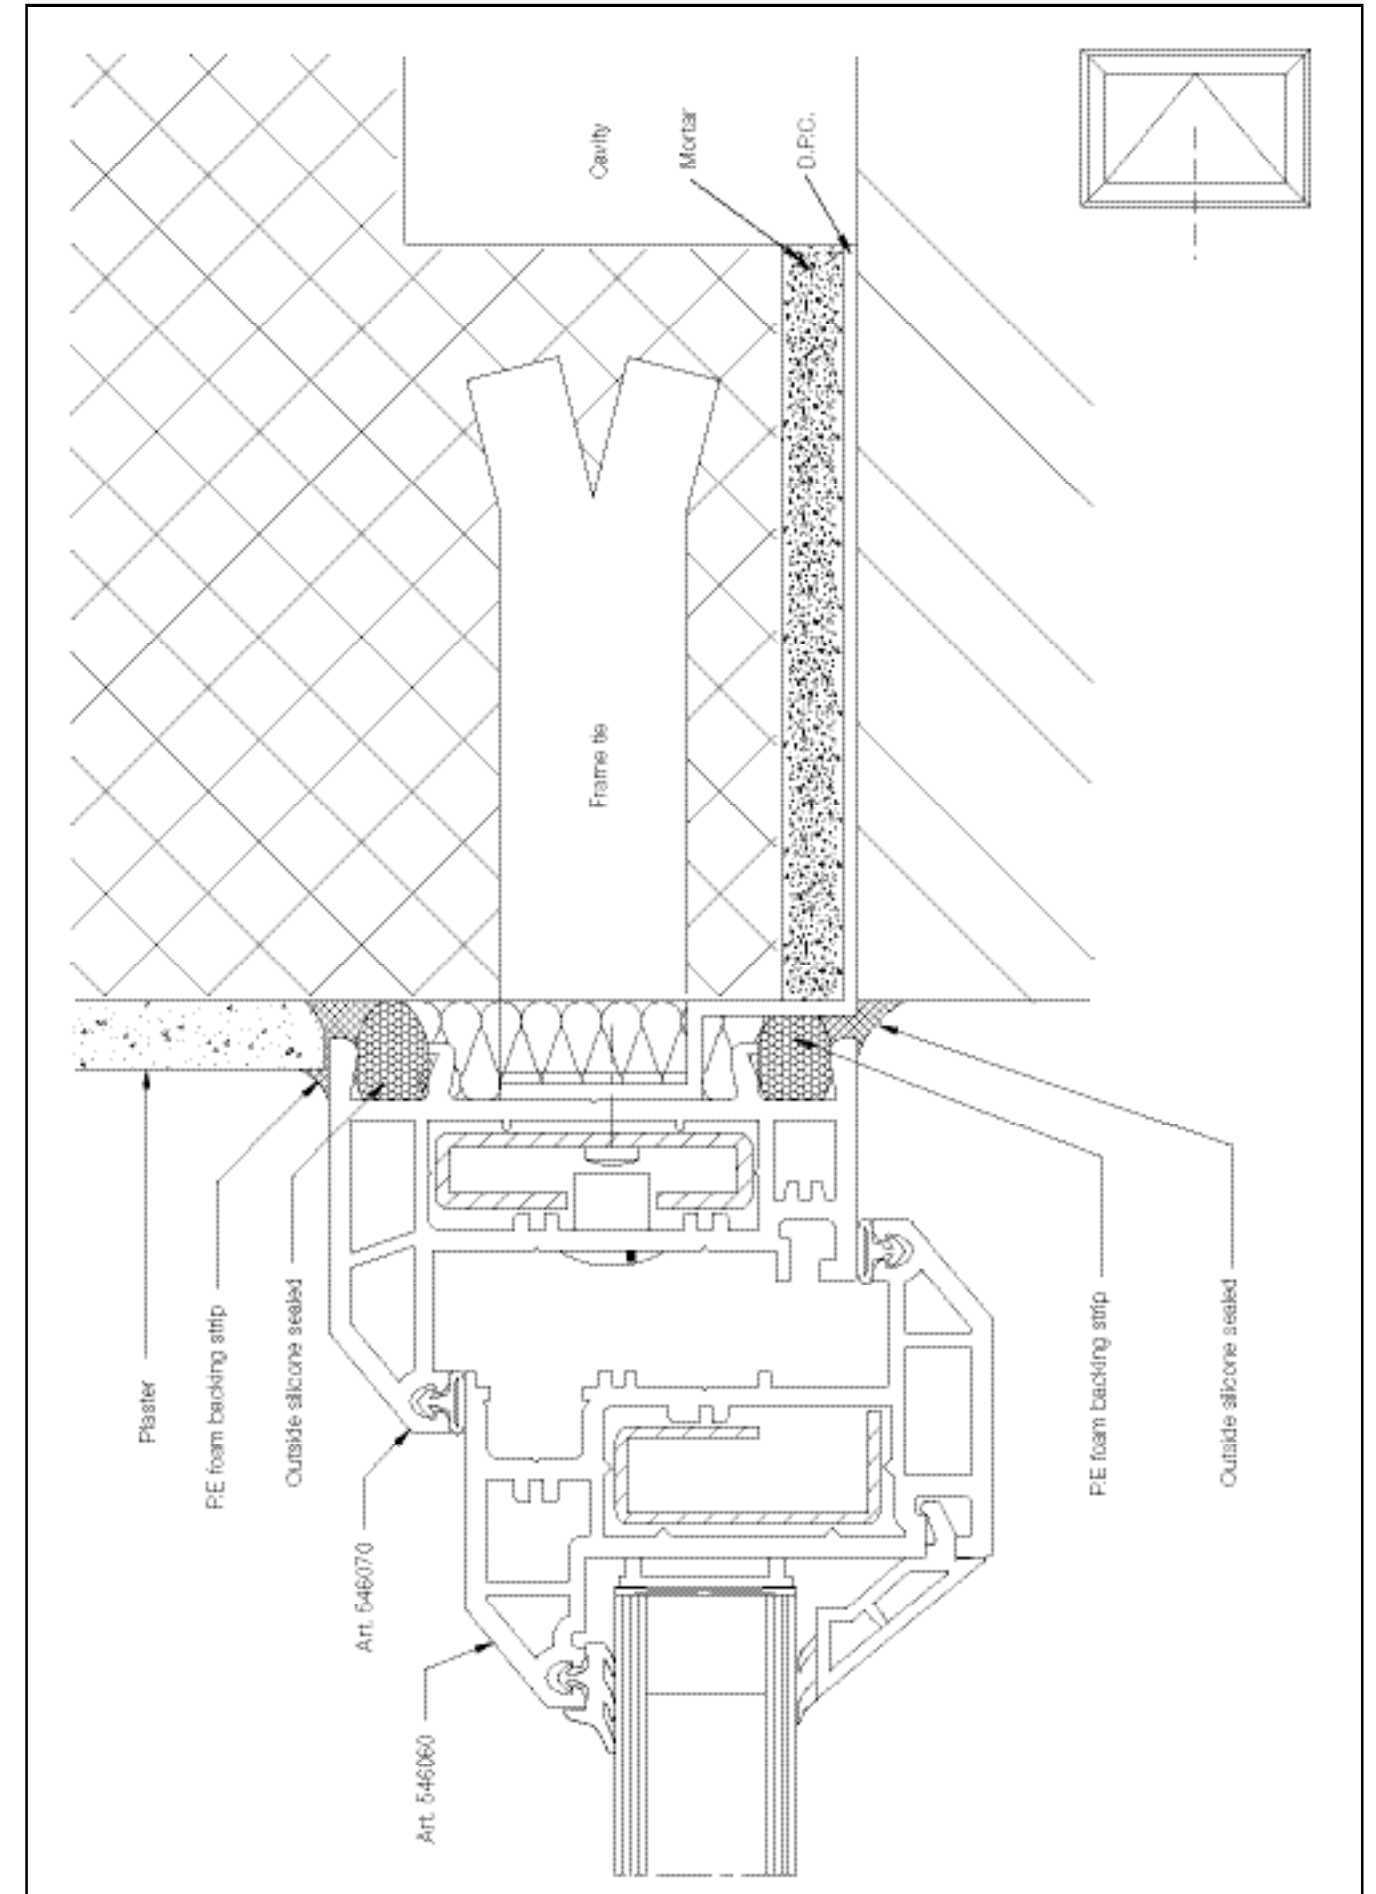 Cavity
Mortar
D.P.C.
Frame tie
Plaster
P.E foam backing strip
Outside silicone sealed
Art. 546070
Art. 546060
P.E foam backing strip
Outside silicone sealed